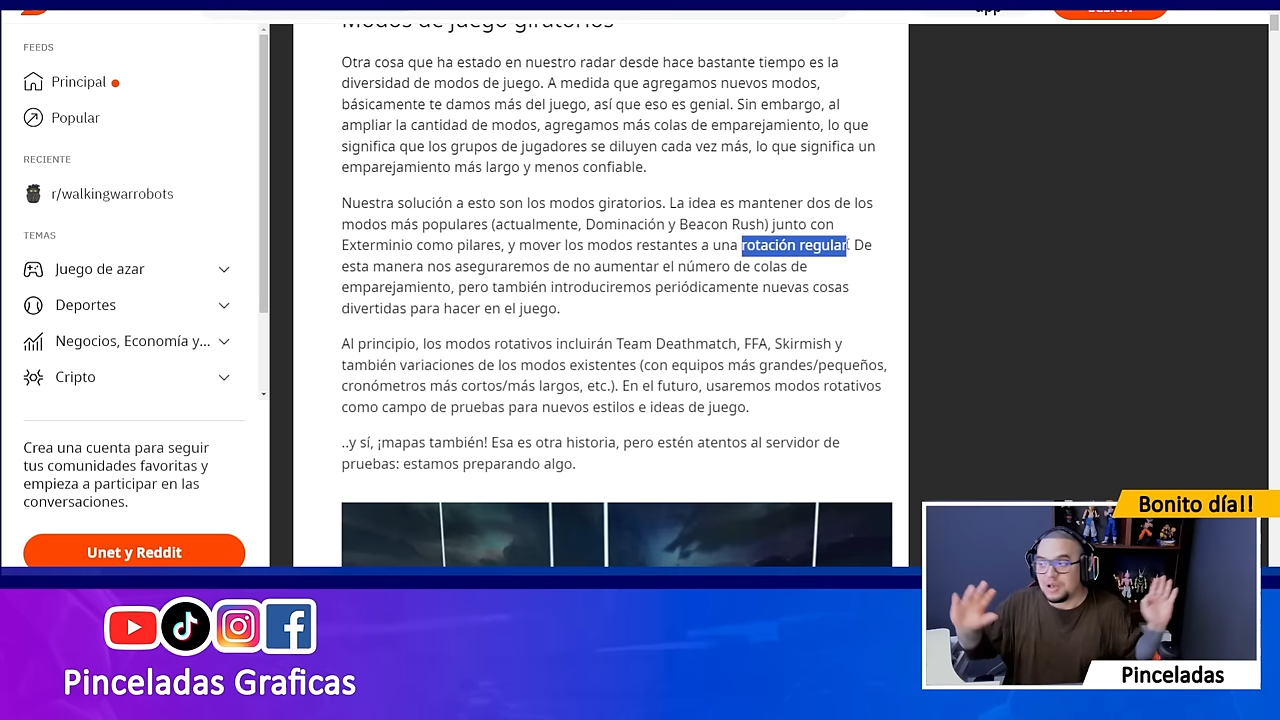 Modos de juego giratorios
app
sesión
FEEDS
Principal
Popular
RECIENTE
r/walkingwarrobots
TEMAS
Juego de azar
Deportes
Negocios, Economía y...
Cripto
Crea una cuenta para seguir
tus comunidades favoritas y
empieza a participar en las
conversaciones.
Unet y Reddit
Otra cosa que ha estado en nuestro radar desde hace bastante tiempo es la
diversidad de modos de juego. A medida que agregamos nuevos modos,
básicamente te damos más del juego, así que eso es genial. Sin embargo, al
ampliar la cantidad de modos, agregamos más colas de emparejamiento, lo que
significa que los grupos de jugadores se diluyen cada vez más, lo que significa un
emparejamiento más largo y menos confiable.
Nuestra solución a esto son los modos giratorios. La idea es mantener dos de los
modos más populares (actualmente, Dominación y Beacon Rush) junto con
Exterminio como pilares, y mover los modos restantes a una rotación regular. De
esta manera nos aseguraremos de no aumentar el número de colas de
emparejamiento, pero también introduciremos periódicamente nuevas cosas
divertidas para hacer en el juego.
Al principio, los modos rotativos incluirán Team Deathmatch, FFA, Skirmish y
también variaciones de los modos existentes (con equipos más grandes/pequeños,
cronómetros más cortos/más largos, etc.). En el futuro, usaremos modos rotativos
como campo de pruebas para nuevos estilos e ideas de juego.
..y sí, ¡mapas también! Esa es otra historia, pero estén atentos al servidor de
pruebas: estamos preparando algo.
Bonito día!!
Pinceladas
Pinceladas Graficas